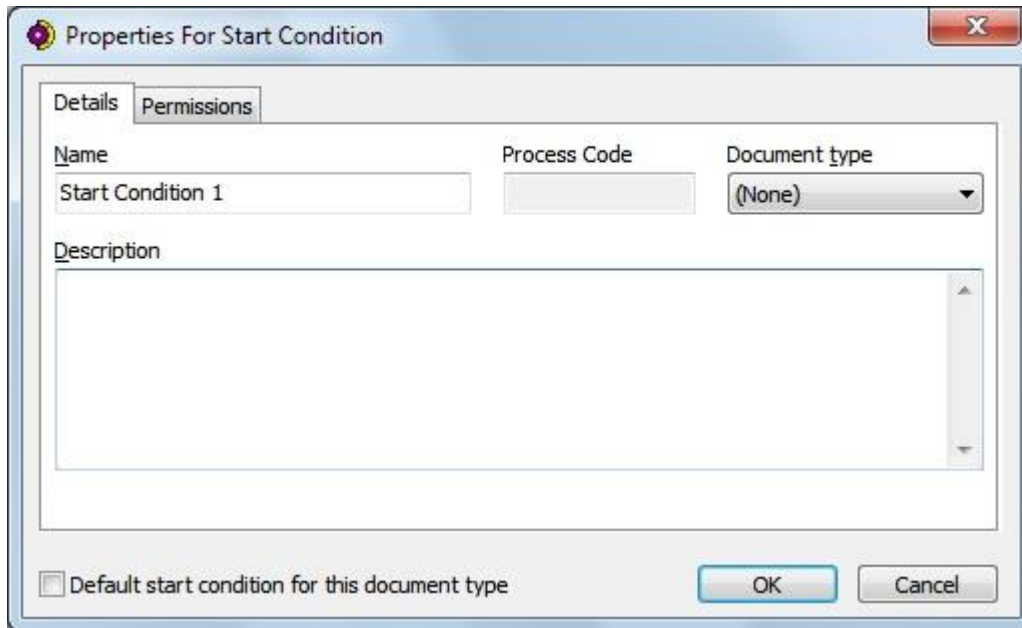 Properties For Start Condition
Details Permissions
Name Process Code Document type
Start Condition 1 (None)
Description
Default start condition for this document type OK Cancel